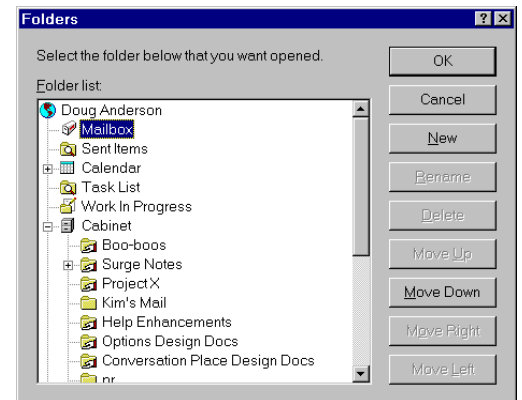 Folders
Select the folder below that you want opened.
Folder list:
Doug Anderson
Mailbox
Sent Items
Calendar
Task List
Work In Progress
Cabinet
Boo-boos
Surge Notes
Project X
Kim's Mail
Help Enhancements
Options Design Docs
Conversation Place Design Docs
OK
Cancel
New
Rename
Delete
Move Up
Move Down
Move Right
Move Left